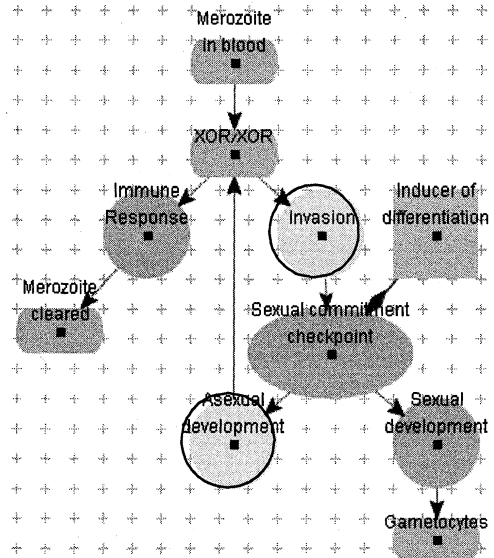 Merozoite
in blood
XOR/XOR
Immune
Response
Invasion
Inducer of
differentiation
Merozoite
cleared
Sexual commitment
checkpoint
Asexual
development
Sexual
development
Gametocytes